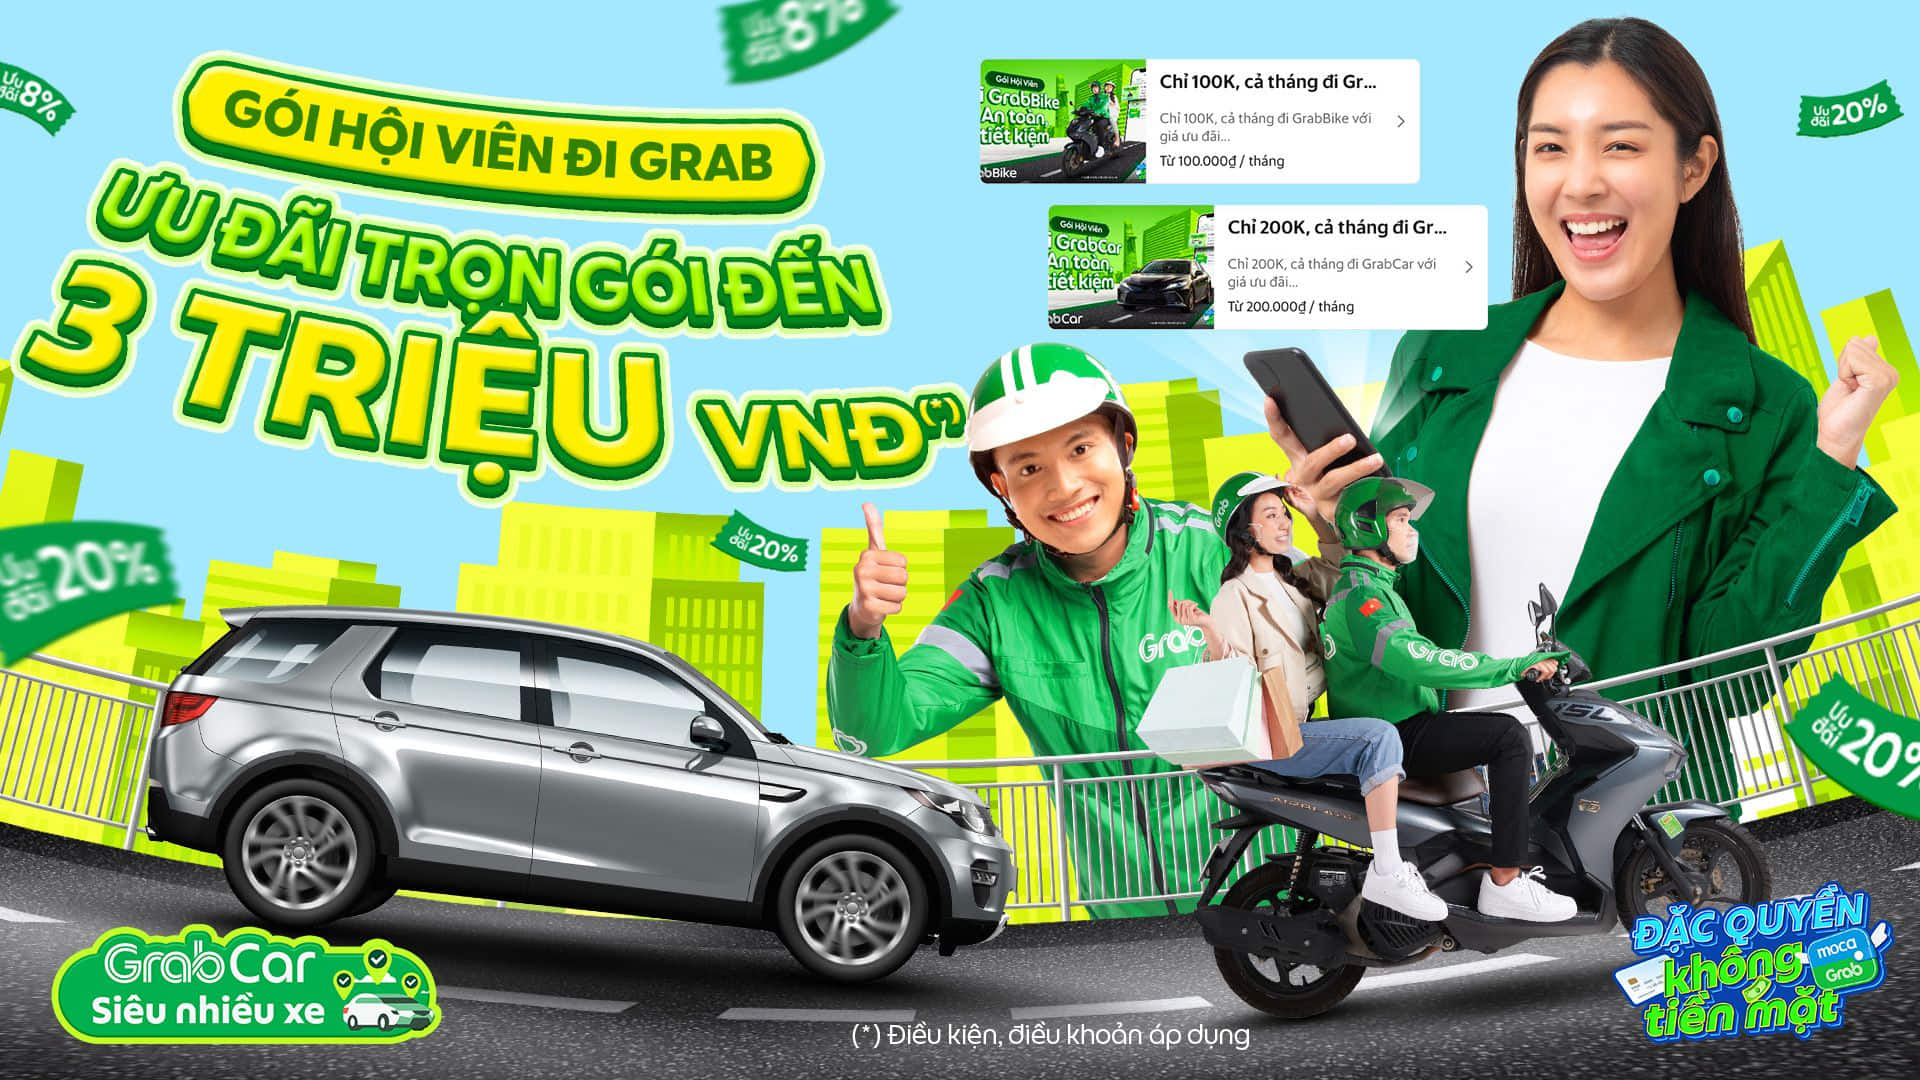 Ưu đãi 8%
Ưu đãi 8%
GÓI HỘI VIÊN ĐI GRAB
ƯU ĐÃI TRỌN GÓI ĐẾN
3 TRIỆU VNĐ(*)
Gói Hội Viên
i GrabBike
An toàn,
tiết kiệm
abBike
Chỉ 100K, cả tháng đi Gr...
Chỉ 100K, cả tháng đi GrabBike với
giá ưu đãi...
Từ 100.000₫ / tháng
Gói Hội Viên
i GrabCar
An toàn,
iết kiệm
abCar
Chỉ 200K, cả tháng đi Gr...
Chỉ 200K, cả tháng đi GrabCar với
giá ưu đãi...
Từ 200.000₫ / tháng
Ưu đãi 20%
Ưu đãi 20%
Ưu đãi 20%
Ưu đãi 20%
Grab
Grab
Grab
GrabCar
Siêu nhiều xe
(*) Điều kiện, điều khoản áp dụng
ĐẶC QUYỀN
không
tiền mặt
moca
Grab